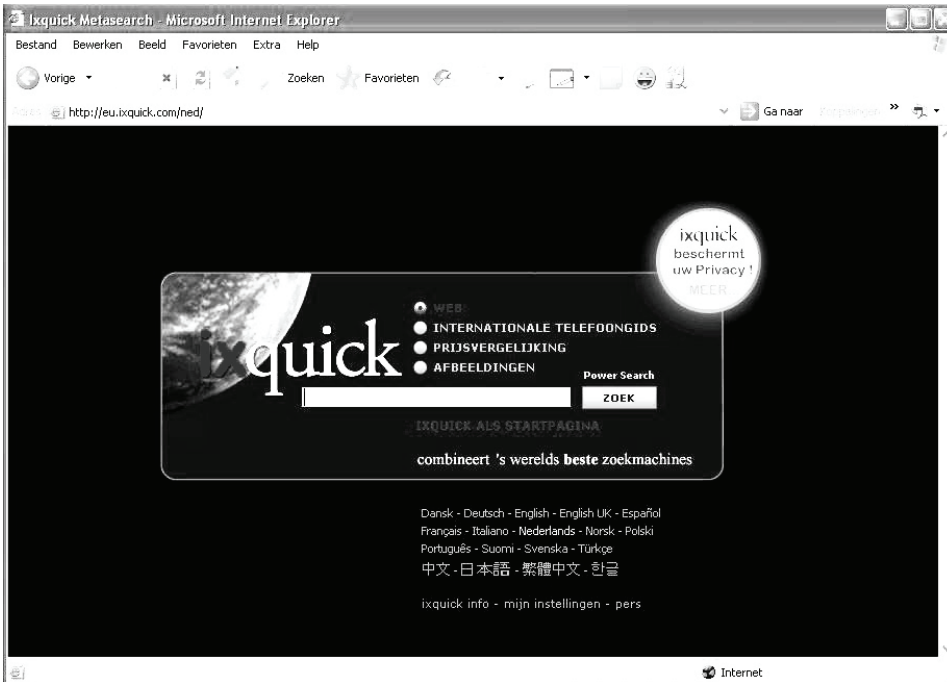 Ixquick Metasearch - Microsoft Internet Explorer
Bestand Bewerken Beeld Favorieten Extra Help
Vorige Zoeken Favorieten
http://eu.ixquick.com/ned/ Ga naar »
ixquick
beschermt
uw Privacy !
MEER...
WEB
INTERNATIONALE TELEFOONGIDS
PRIJSVERGELIJKING
AFBEELDINGEN
ixquick
Power Search
ZOEK
IXQUICK ALS STARTPAGINA
combineert 's werelds beste zoekmachines
Dansk - Deutsch - English - English UK - Español
Français - Italiano - Nederlands - Norsk - Polski
Português - Suomi - Svenska - Türkçe
中文 - 日本語 - 繁體中文 - 한글
ixquick info - mijn instellingen - pers
Internet